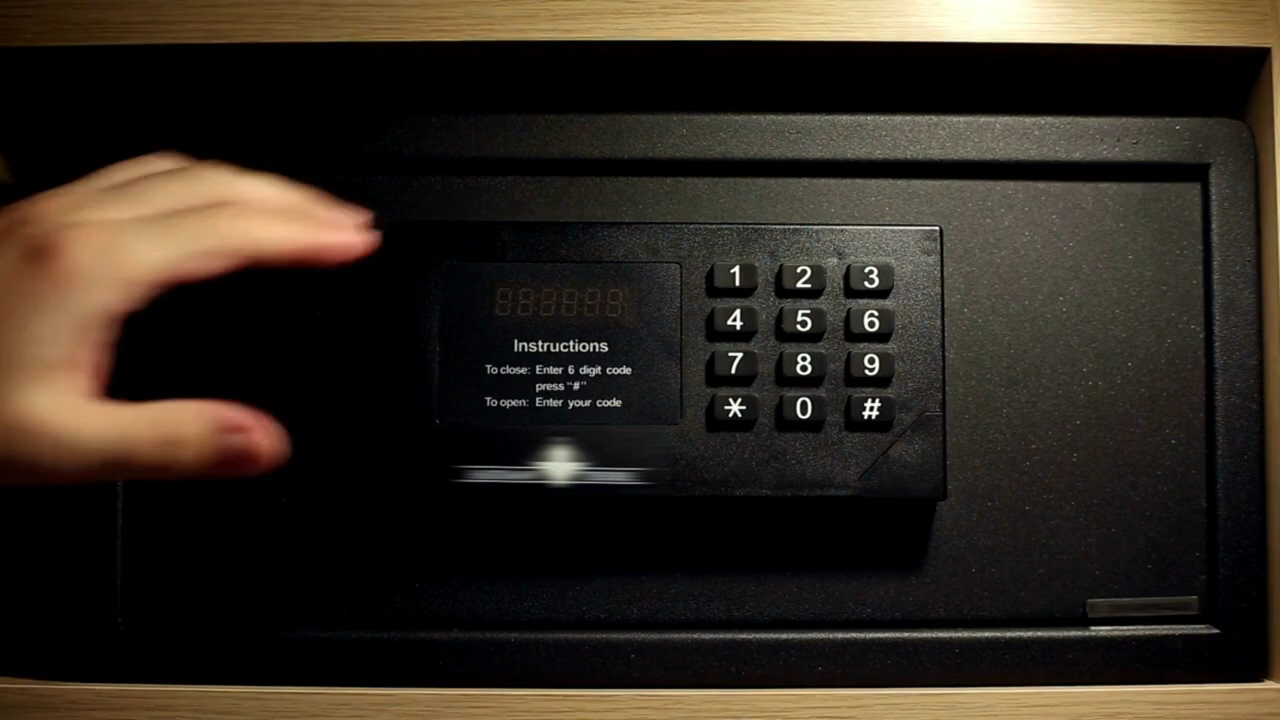 1 2 3
Instructions
4 5 6
To close: Enter 6 digit code
press "#"
7 8 9
To open: Enter your code
* 0 #